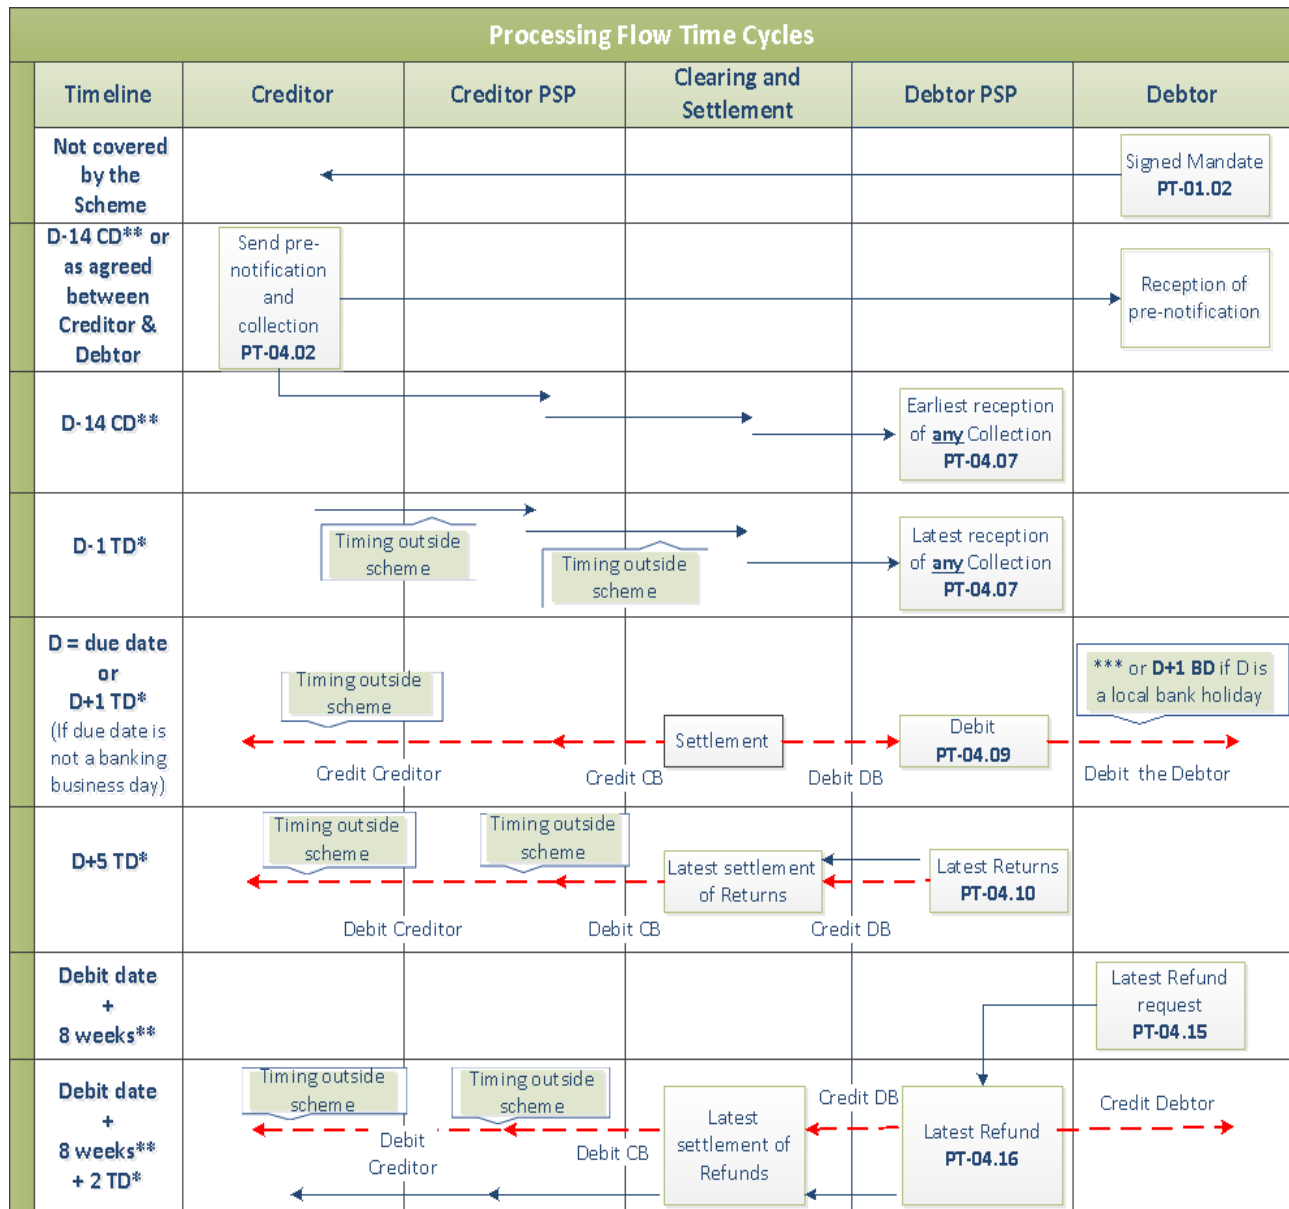 Processing Flow Time Cycles
Timeline
Creditor
Creditor PSP
Clearing and
Settlement
Debtor PSP
Debtor
Not covered
by the
Scheme
Signed Mandate
PT-01.02
D-14 CD** or
as agreed
between
Creditor &
Debtor
Send pre-
notification
and
collection
PT-04.02
Reception of
pre-notification
D-14 CD**
Earliest reception
of any Collection
PT-04.07
D-1 TD*
Timing outside
scheme
Timing outside
scheme
Latest reception
of any Collection
PT-04.07
D = due date
or
D+1 TD*
(If due date is
not a banking
business day)
Timing outside
scheme
Credit Creditor
Credit CB
Settlement
Debit DB
Debit
PT-04.09
*** or D+1 BD if D is
a local bank holiday
Debit the Debtor
D+5 TD*
Timing outside
scheme
Debit Creditor
Timing outside
scheme
Debit CB
Latest settlement
of Returns
Credit DB
Latest Returns
PT-04.10
Debit date
+
8 weeks**
Latest Refund
request
PT-04.15
Debit date
+
8 weeks**
+ 2 TD*
Timing outside
scheme
Debit
Creditor
Timing outside
scheme
Debit CB
Latest
settlement of
Refunds
Credit DB
Latest Refund
PT-04.16
Credit Debtor